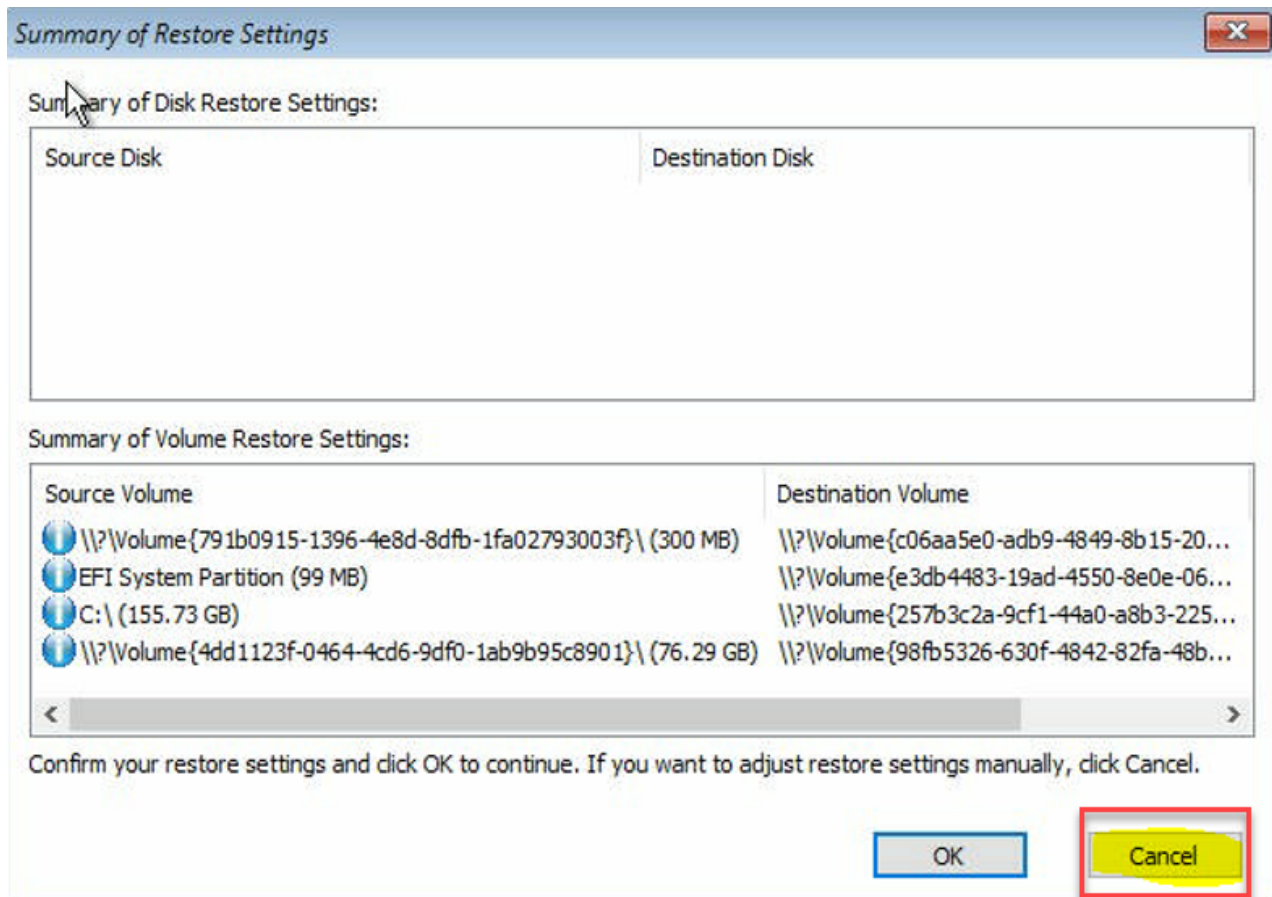 Summary of Restore Settings
Summary of Disk Restore Settings:
Source Disk Destination Disk
Summary of Volume Restore Settings:
Source Volume Destination Volume
\\?\Volume{791b0915-1396-4e8d-8dfb-1fa02793003f}\ (300 MB) \\?\Volume{c06aa5e0-adb9-4849-8b15-20...
EFI System Partition (99 MB) \\?\Volume{e3db4483-19ad-4550-8e0e-06...
C:\ (155.73 GB) \\?\Volume{257b3c2a-9cf1-44a0-a8b3-225...
\\?\Volume{4dd1123f-0464-4cd6-9df0-1ab9b95c8901}\ (76.29 GB) \\?\Volume{98fb5326-630f-4842-82fa-48b...
Confirm your restore settings and click OK to continue. If you want to adjust restore settings manually, click Cancel.
OK Cancel